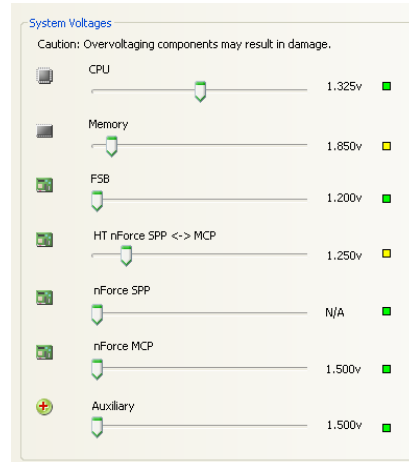 System Voltages
Caution: Overvoltaging components may result in damage.
CPU
1.325v
Memory
1.850v
FSB
1.200v
HT nForce SPP <-> MCP
1.250v
nForce SPP
N/A
nForce MCP
1.500v
Auxiliary
1.500v